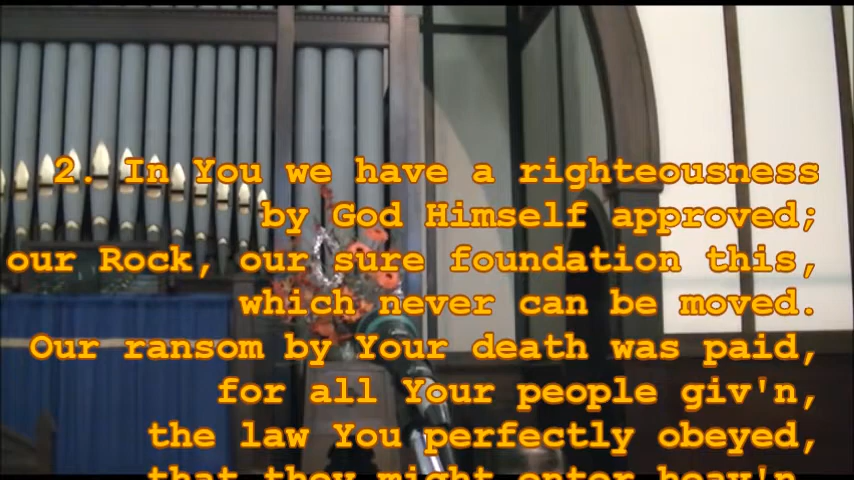 2. In You we have a righteousness
by God Himself approved;
our Rock, our sure foundation this,
which never can be moved.
Our ransom by Your death was paid,
for all Your people giv'n,
the law You perfectly obeyed,
that they might enter heav'n.